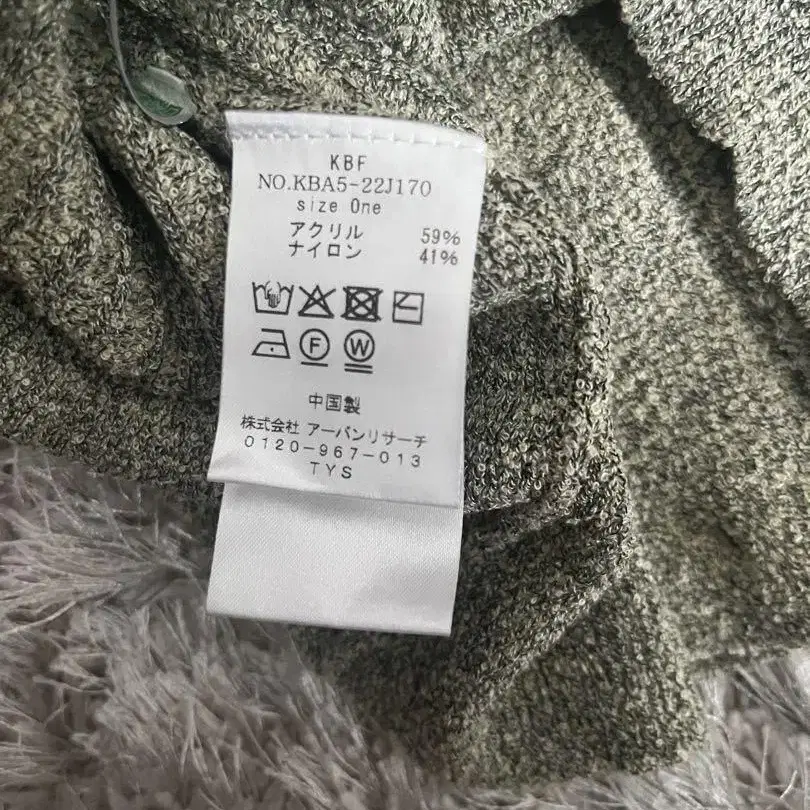 KBF
NO.KBA5-22J170
size One
アクリル 59%
ナイロン 41%
F W
中国製
株式会社 アーバンリサーチ
0120-967-013
TYS